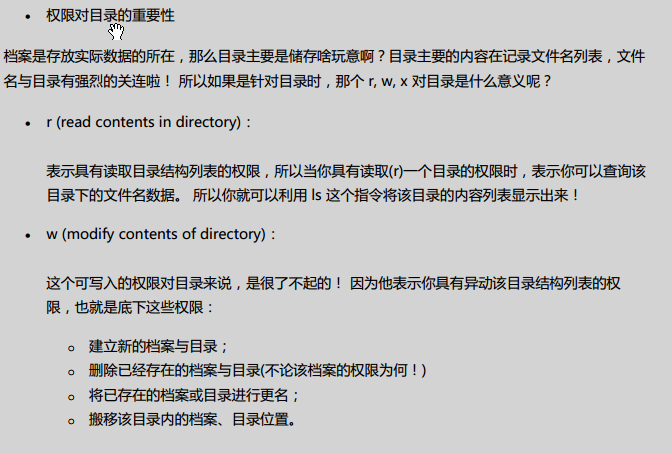 权限对目录的重要性
档案是存放实际数据的所在，那么目录主要是储存啥玩意啊？目录主要的内容在记录文件名列表，文件
名与目录有强烈的关连啦！ 所以如果是针对目录时，那个 r, w, x 对目录是什么意义呢？
r (read contents in directory)：
表示具有读取目录结构列表的权限，所以当你具有读取(r)一个目录的权限时，表示你可以查询该
目录下的文件名数据。 所以你就可以利用 ls 这个指令将该目录的内容列表显示出来！
w (modify contents of directory)：
这个可写入的权限对目录来说，是很了不起的！ 因为他表示你具有异动该目录结构列表的权
限，也就是底下这些权限：
建立新的档案与目录；
删除已经存在的档案与目录(不论该档案的权限为何！)
将已存在的档案或目录进行更名；
搬移该目录内的档案、目录位置。